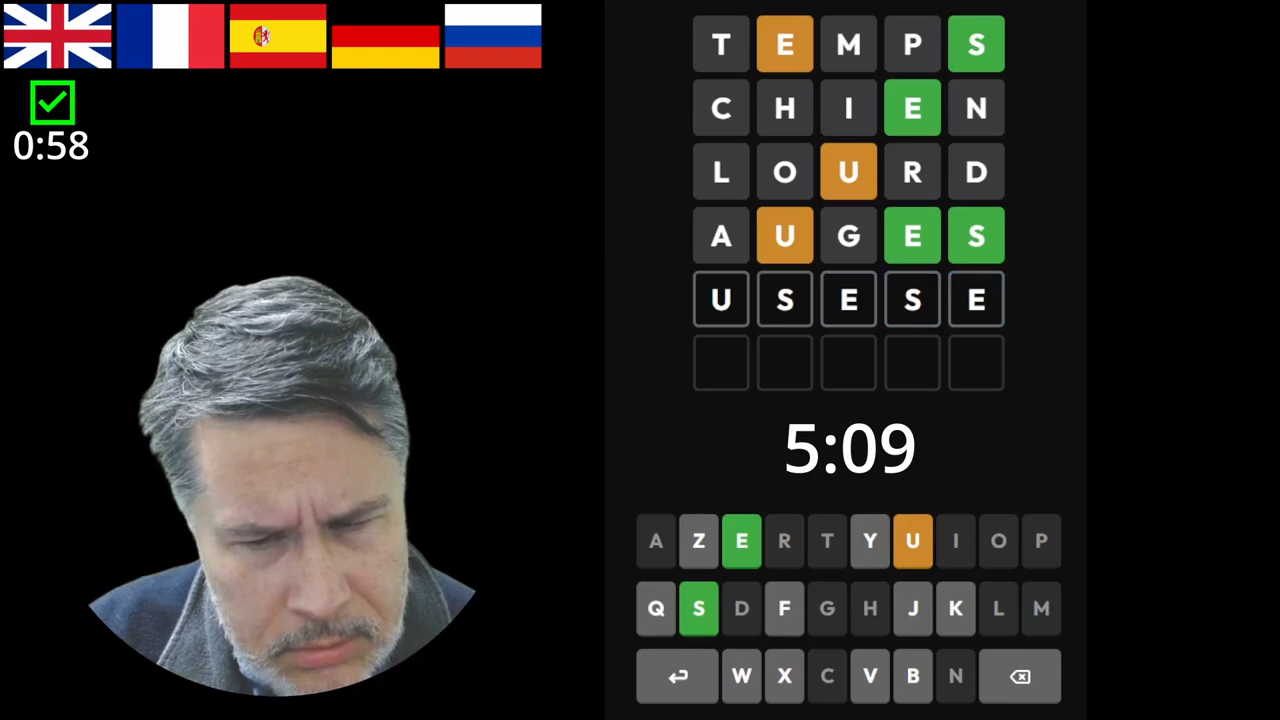 0:58
T E M P S
C H I E N
L O U R D
A U G E S
U S E S E
5:09
A Z E R T Y U I O P
Q S D F G H J K L M
W X C V B N